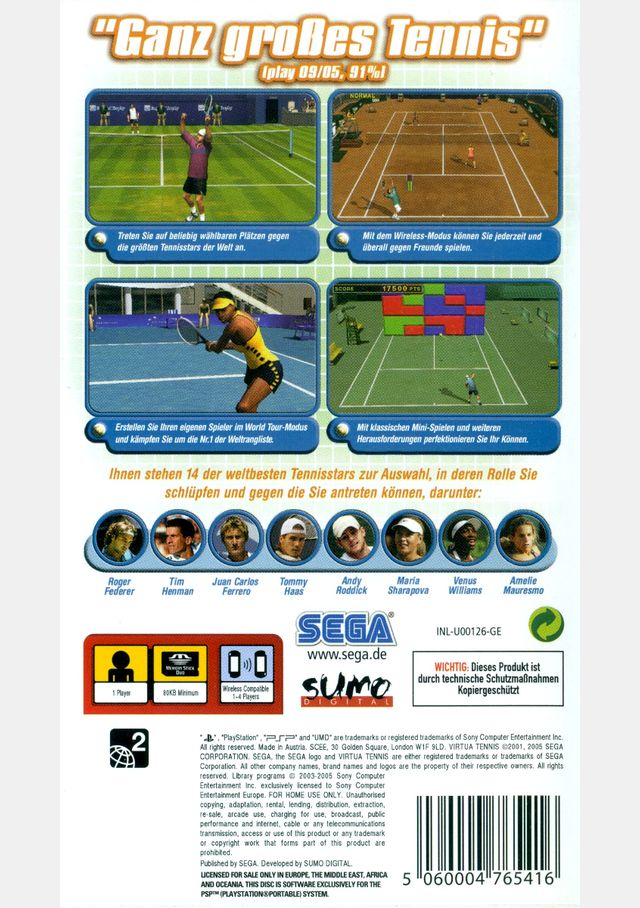 "Ganz großes Tennis"
(play 09/05, 91%)
NORMAL
Treten Sie auf beliebig wählbaren Plätzen gegen
die größten Tennisstars der Welt an.
Mit dem Wireless-Modus können Sie jederzeit und
überall gegen Freunde spielen.
SCORE 17500 PTS
Erstellen Sie Ihren eigenen Spieler im World Tour-Modus
und kämpfen Sie um die Nr.1 der Weltrangliste.
Mit klassischen Mini-Spielen und weiteren
Herausforderungen perfektionieren Sie Ihr Können.
Ihnen stehen 14 der weltbesten Tennisstars zur Auswahl, in deren Rolle Sie
schlüpfen und gegen die Sie antreten können, darunter:
Roger Federer
Tim Henman
Juan Carlos Ferrero
Tommy Haas
Andy Roddick
Maria Sharapova
Venus Williams
Amelie Mauresmo
SEGA®
www.sega.de
INL-U00126-GE
1 Player
Memory Stick Duo
80KB Minimum
Wireless Compatible
1-4 Players
sumo
DIGITAL
WICHTIG: Dieses Produkt ist
durch technische Schutzmaßnahmen
Kopiergeschützt
2
", "PlayStation", "PSP" and "UMD" are trademarks or registered trademarks of Sony Computer Entertainment Inc.
All rights reserved. Made in Austria. SCEE, 30 Golden Square, London W1F 9LD. VIRTUA TENNIS ©2001, 2005 SEGA
CORPORATION. SEGA, the SEGA logo and VIRTUA TENNIS are either registered trademarks or trademarks of SEGA
Corporation. All other company names, brand names and logos are the property of their respective owners. All rights
reserved. Library programs © 2003-2005 Sony Computer
Entertainment Inc. exclusively licensed to Sony Computer
Entertainment Europe. FOR HOME USE ONLY. Unauthorised
copying, adaptation, rental, lending, distribution, extraction,
re-sale, arcade use, charging for use, broadcast, public
performance and internet, cable or any telecommunications
transmission, access or use of this product or any trademark
or copyright work that forms part of this product are
prohibited.
Published by SEGA. Developed by SUMO DIGITAL.
LICENSED FOR SALE ONLY IN EUROPE, THE MIDDLE EAST, AFRICA
AND OCEANIA. THIS DISC IS SOFTWARE EXCLUSIVELY FOR THE
PSP™ (PLAYSTATION®PORTABLE) SYSTEM.
5 060004 765416